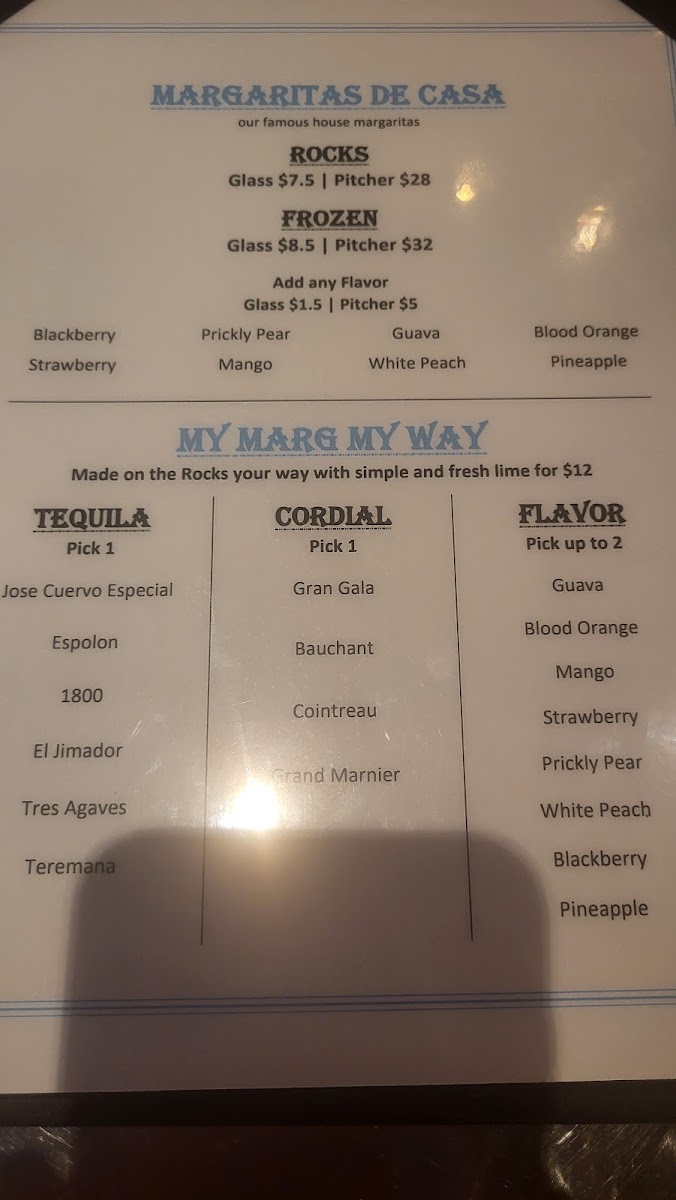 MARGARITAS DE CASA
our famous house margaritas
ROCKS
Glass $7.5 | Pitcher $28
FROZEN
Glass $8.5 | Pitcher $32
Add any Flavor
Glass $1.5 | Pitcher $5
Blackberry Prickly Pear Guava Blood Orange
Strawberry Mango White Peach Pineapple
MY MARG MY WAY
Made on the Rocks your way with simple and fresh lime for $12
TEQUILA
Pick 1
Jose Cuervo Especial
Espolon
1800
El Jimador
Tres Agaves
Teremana
CORDIAL
Pick 1
Gran Gala
Bauchant
Cointreau
Grand Marnier
FLAVOR
Pick up to 2
Guava
Blood Orange
Mango
Strawberry
Prickly Pear
White Peach
Blackberry
Pineapple